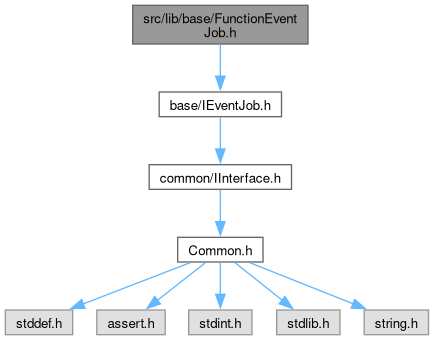 src/lib/base/FunctionEvent
Job.h
base/IEventJob.h
common/IInterface.h
Common.h
stddef.h
assert.h
stdint.h
stdlib.h
string.h